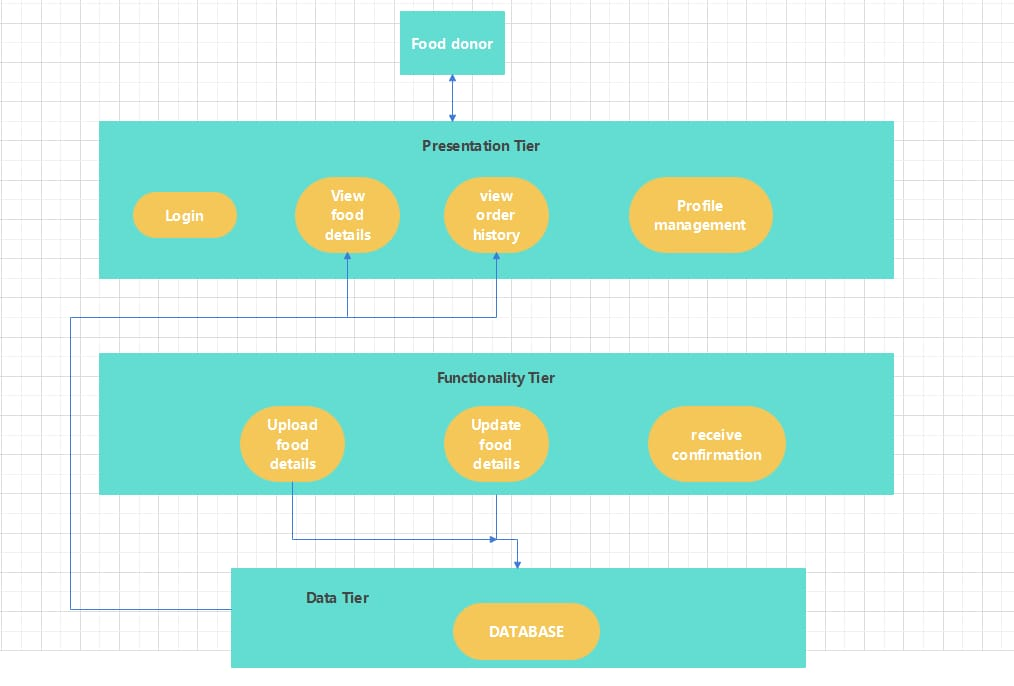 Food donor
Presentation Tier
Login
View
food
details
view
order
history
Profile
management
Functionality Tier
Upload
food
details
Update
food
details
receive
confirmation
Data Tier
DATABASE